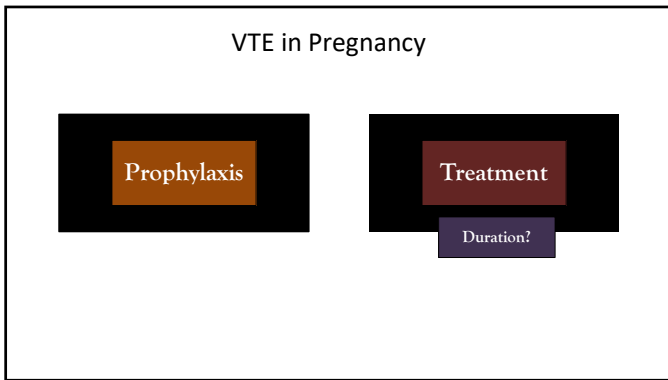 VTE in Pregnancy
Prophylaxis
Treatment
Duration?